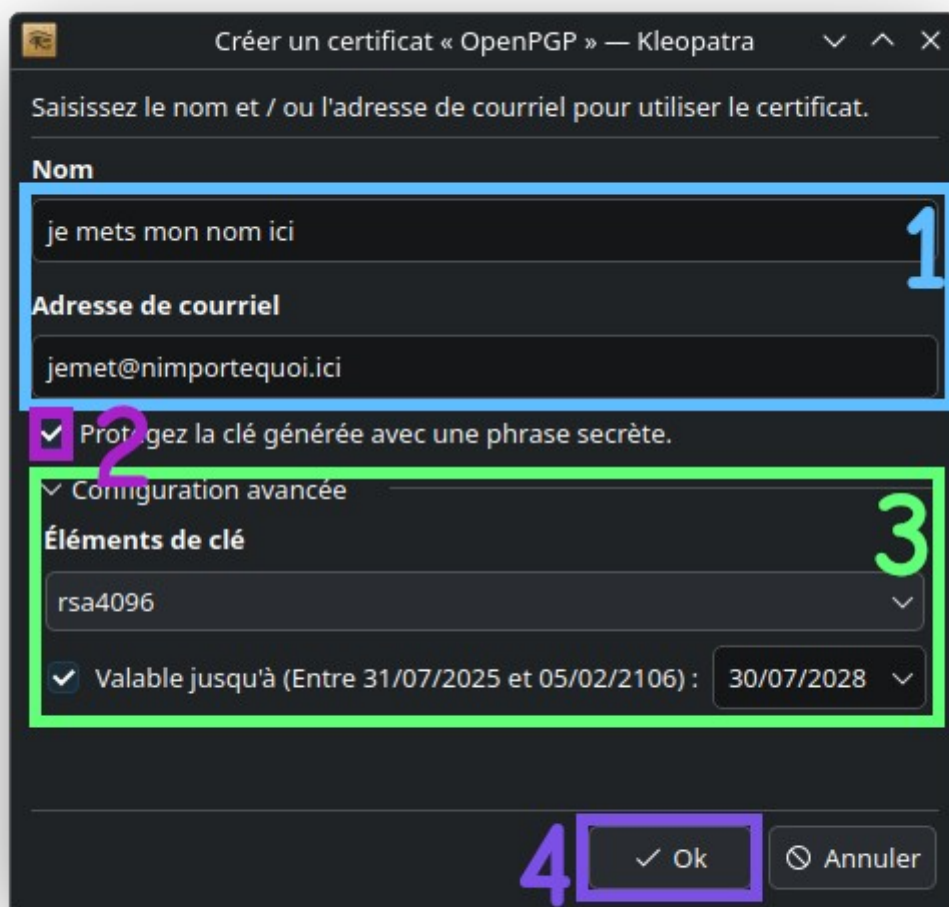 Créer un certificat « OpenPGP » — Kleopatra
Saisissez le nom et / ou l'adresse de courriel pour utiliser le certificat.
Nom
je mets mon nom ici
1
Adresse de courriel
jemet@nimportequoi.ici
2
Protégez la clé générée avec une phrase secrète.
Configuration avancée
3
Éléments de clé
rsa4096
Valable jusqu'à (Entre 31/07/2025 et 05/02/2106) : 30/07/2028
4
Ok Annuler